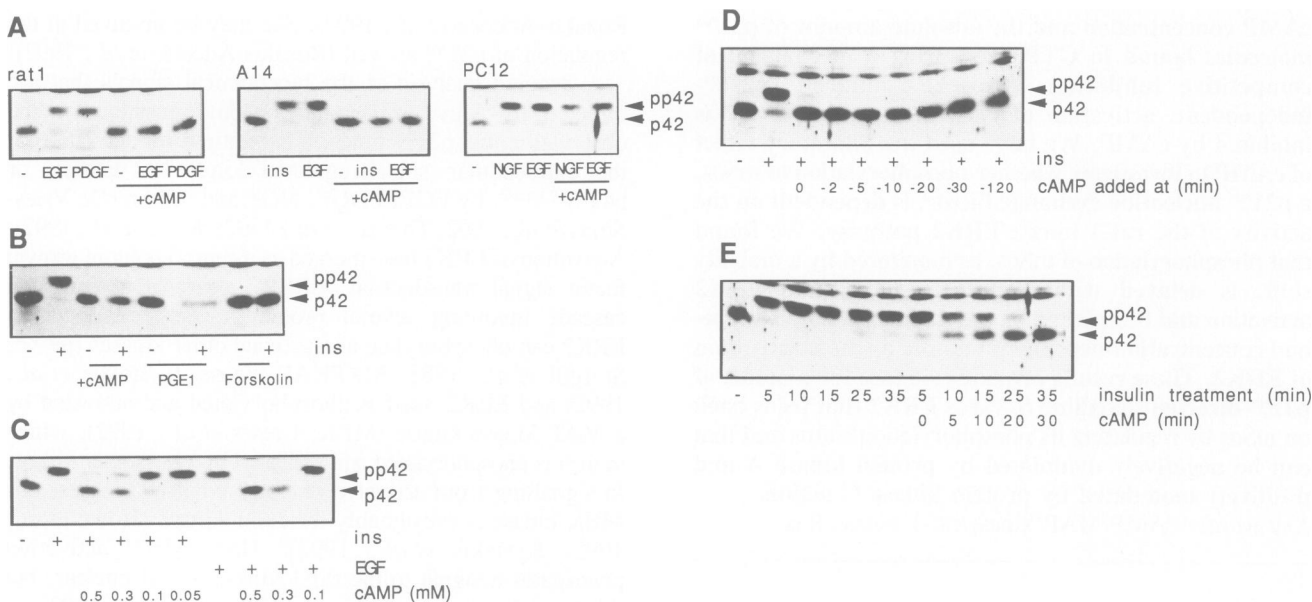 A
rat1
A14
PC12
pp42
p42
EGF PDGF - EGF PDGF
+cAMP
- ins EGF - ins EGF
+cAMP
- NGF EGF NGF EGF
+cAMP
B
pp42
p42
- + - + - + - + ins
+cAMP PGE1 Forskolin
C
pp42
p42
- + + + + + ins
+ + + + EGF
0.5 0.3 0.1 0.05 0.5 0.3 0.1 cAMP (mM)
D
pp42
p42
- + + + + + + + + ins
0 -2 -5 -10 -20 -30 -120 cAMP added at (min)
E
pp42
p42
- 5 10 15 25 35 5 10 15 25 35 insulin treatment (min)
0 5 10 20 30 cAMP (min)